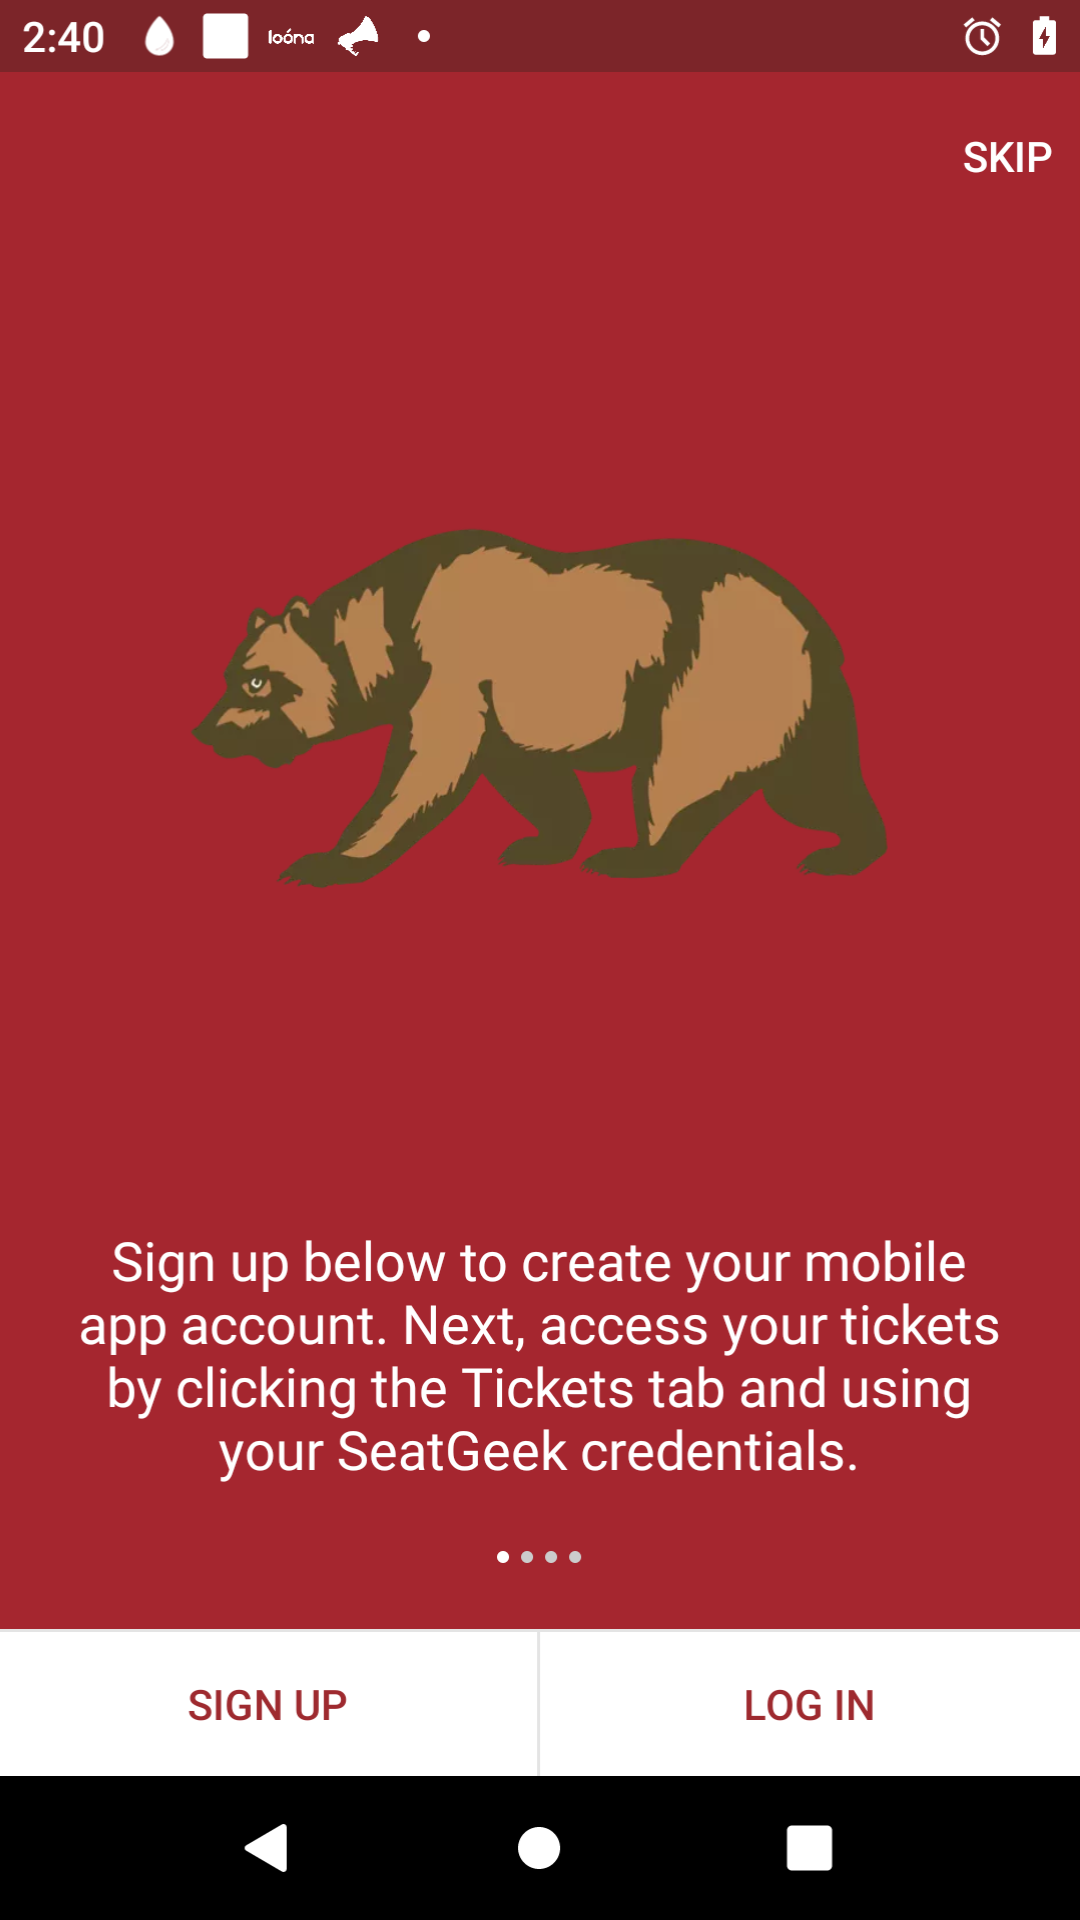 2:40
loóna
SKIP
Sign up below to create your mobile
app account. Next, access your tickets
by clicking the Tickets tab and using
your SeatGeek credentials.
SIGN UP
LOG IN